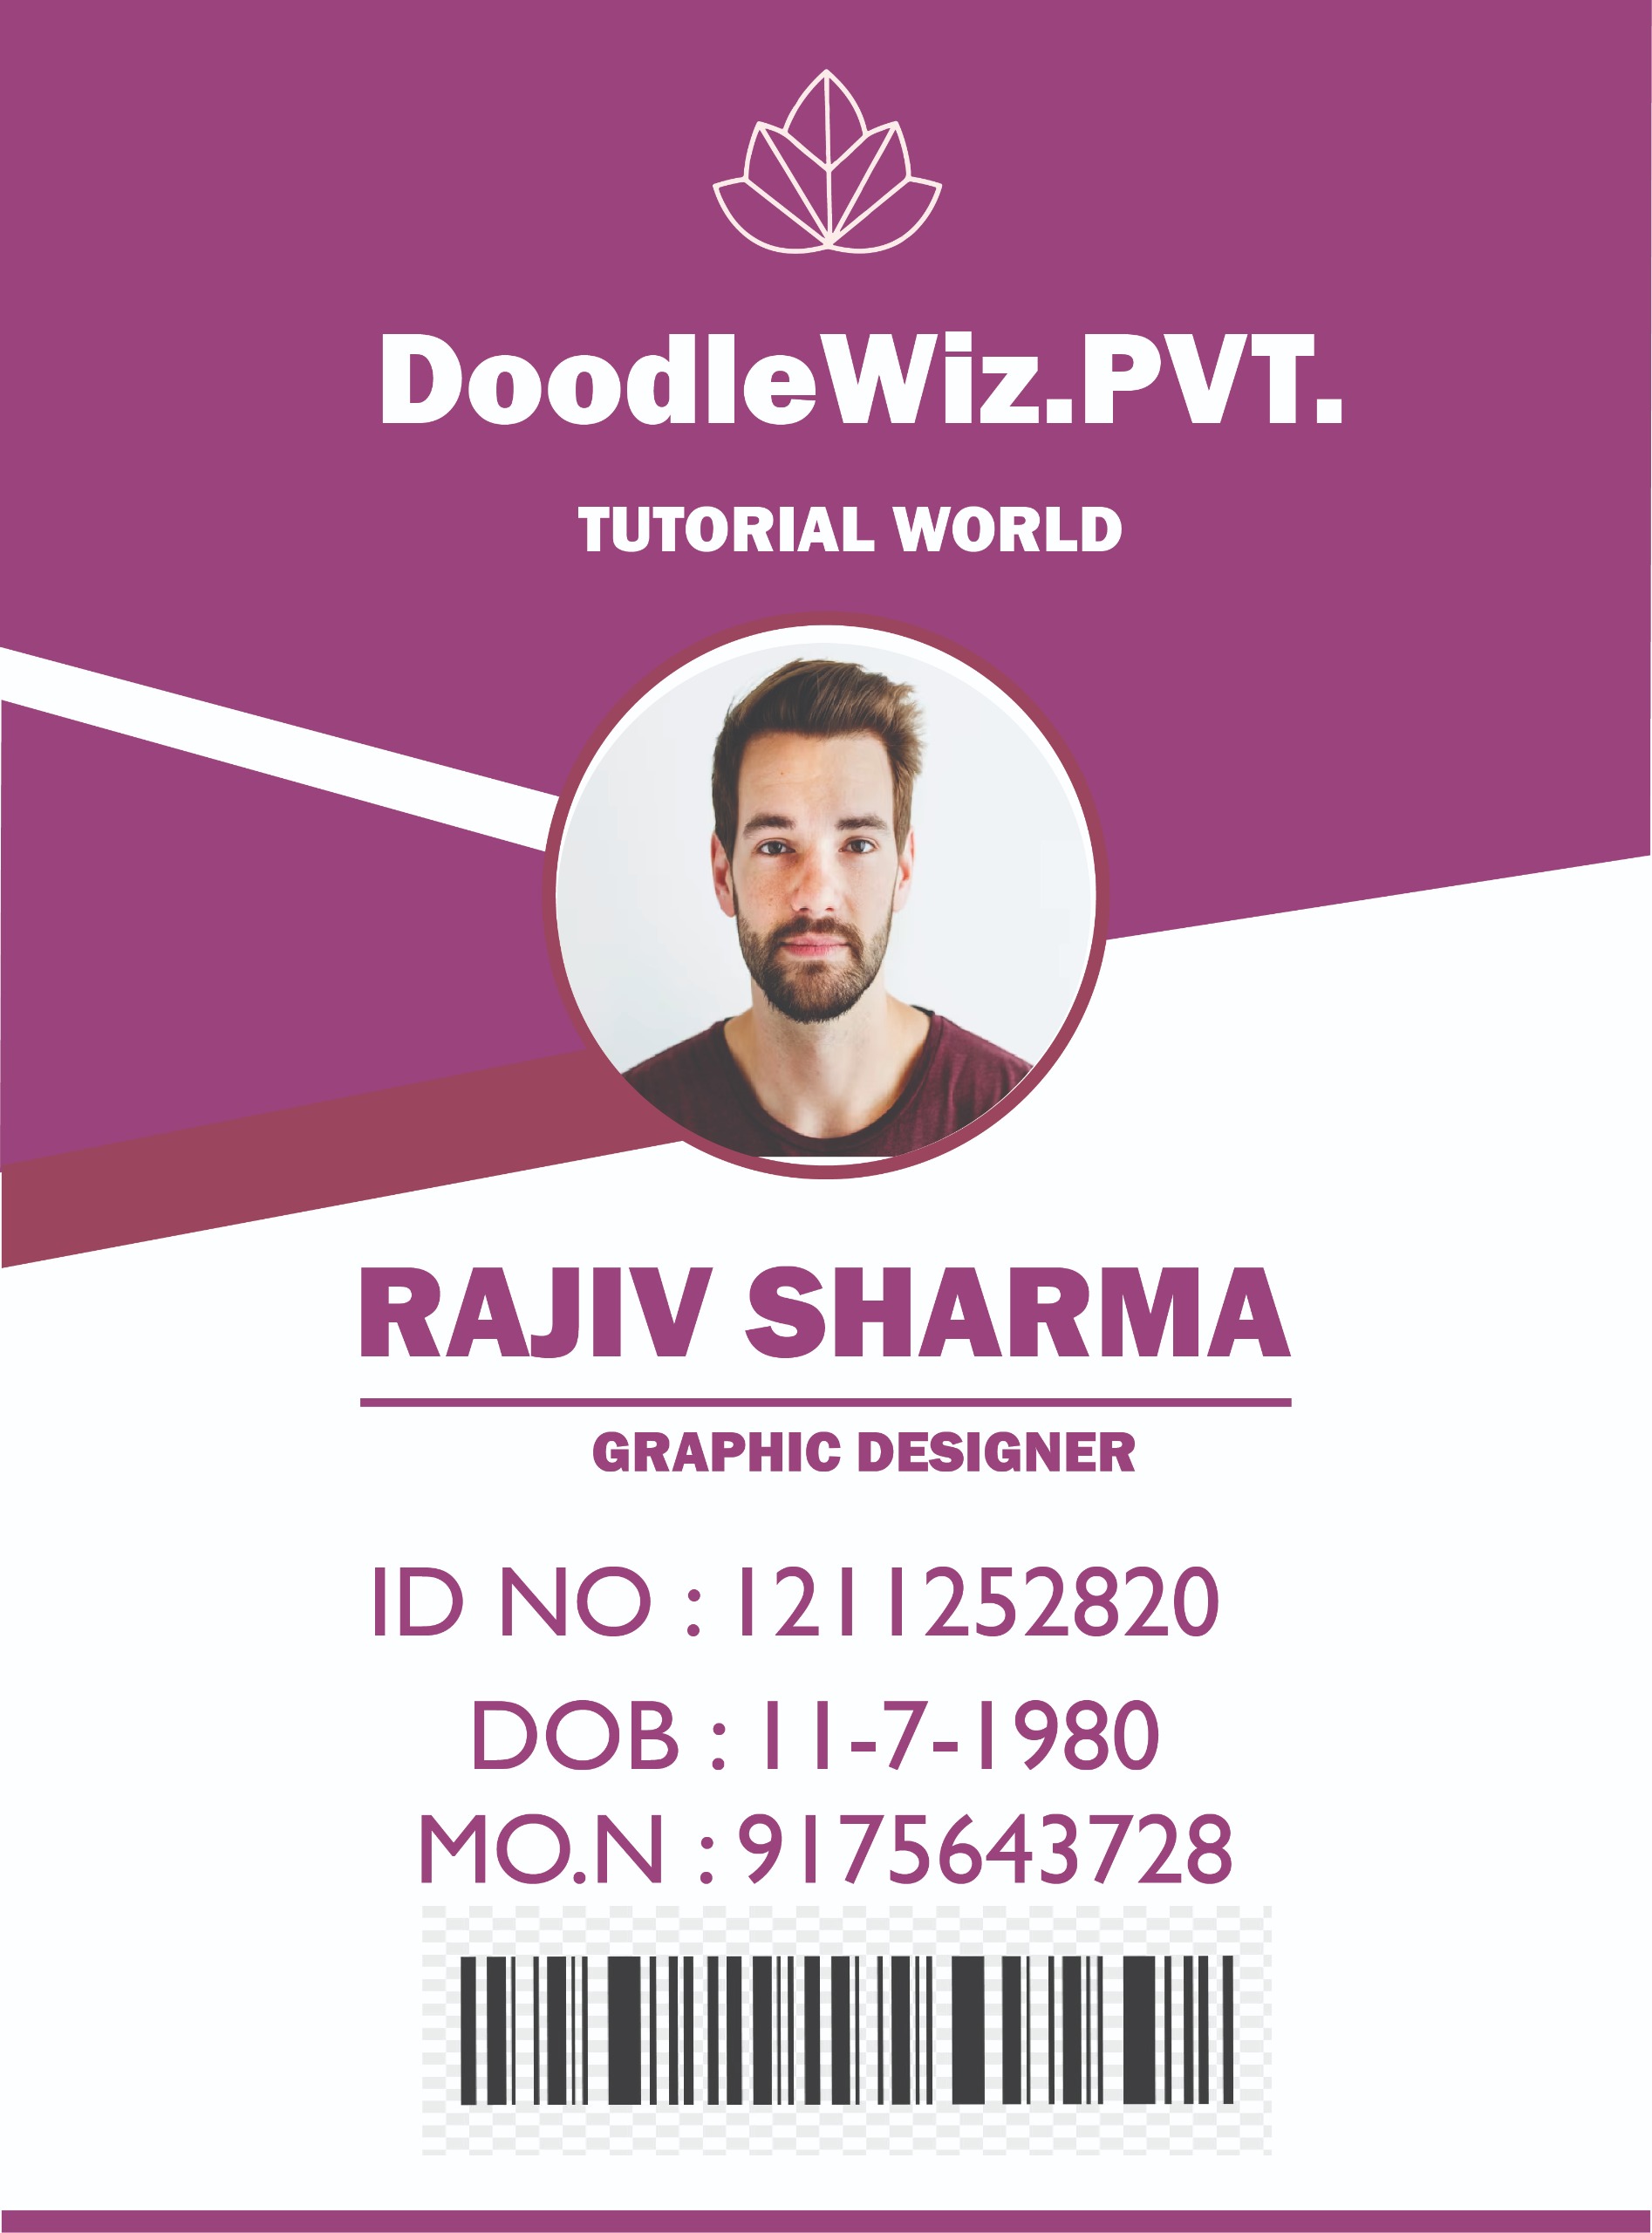 DoodleWiz.PVT.
TUTORIAL WORLD
RAJIV SHARMA
GRAPHIC DESIGNER
ID NO : 1211252820
DOB : 11-7-1980
MO.N : 9175643728